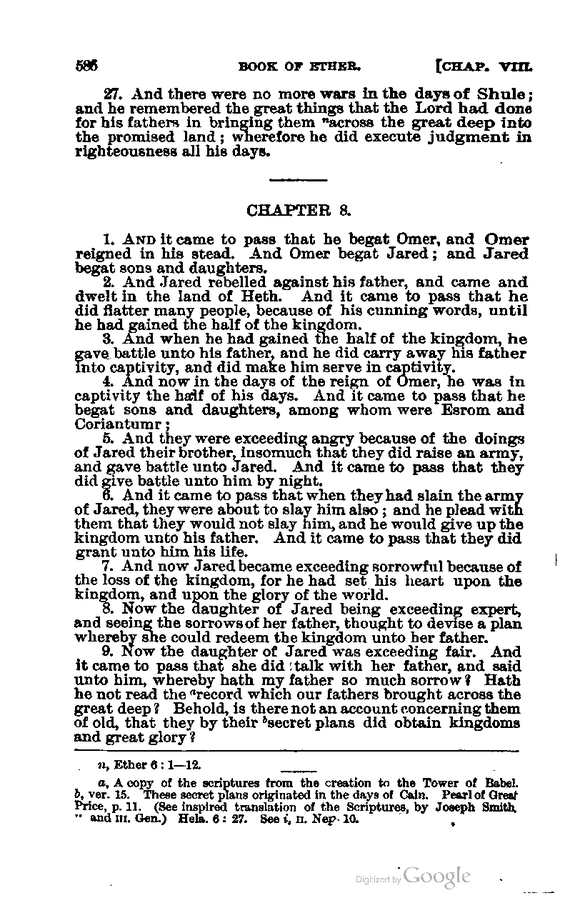 586 BOOK OF ETHER. [CHAP. VIII.
27. And there were no more wars in the days of Shule;
and he remembered the great things that the Lord had done
for his fathers in bringing them ⁿacross the great deep into
the promised land; wherefore he did execute judgment in
righteousness all his days.
CHAPTER 8.
1. AND it came to pass that he begat Omer, and Omer
reigned in his stead. And Omer begat Jared; and Jared
begat sons and daughters.
2. And Jared rebelled against his father, and came and
dwelt in the land of Heth. And it came to pass that he
did flatter many people, because of his cunning words, until
he had gained the half of the kingdom.
3. And when he had gained the half of the kingdom, he
gave battle unto his father, and he did carry away his father
into captivity, and did make him serve in captivity.
4. And now in the days of the reign of Omer, he was in
captivity the half of his days. And it came to pass that he
begat sons and daughters, among whom were Esrom and
Coriantumr;
5. And they were exceeding angry because of the doings
of Jared their brother, insomuch that they did raise an army,
and gave battle unto Jared. And it came to pass that they
did give battle unto him by night.
6. And it came to pass that when they had slain the army
of Jared, they were about to slay him also; and he plead with
them that they would not slay him, and he would give up the
kingdom unto his father. And it came to pass that they did
grant unto him his life.
7. And now Jared became exceeding sorrowful because of
the loss of the kingdom, for he had set his heart upon the
kingdom, and upon the glory of the world.
8. Now the daughter of Jared being exceeding expert,
and seeing the sorrows of her father, thought to devise a plan
whereby she could redeem the kingdom unto her father.
9. Now the daughter of Jared was exceeding fair. And
it came to pass that she did talk with her father, and said
unto him, whereby hath my father so much sorrow? Hath
he not read the ᵃrecord which our fathers brought across the
great deep? Behold, is there not an account concerning them
of old, that they by their ᵇsecret plans did obtain kingdoms
and great glory?
n, Ether 6: 1—12.
a, A copy of the scriptures from the creation to the Tower of Babel.
b, ver. 15. These secret plans originated in the days of Cain. Pearl of Great
Price, p. 11. (See inspired translation of the Scriptures, by Joseph Smith,
" and III. Gen.) Hela. 6: 27. See i, II. Nep. 10.
Digitized by Google